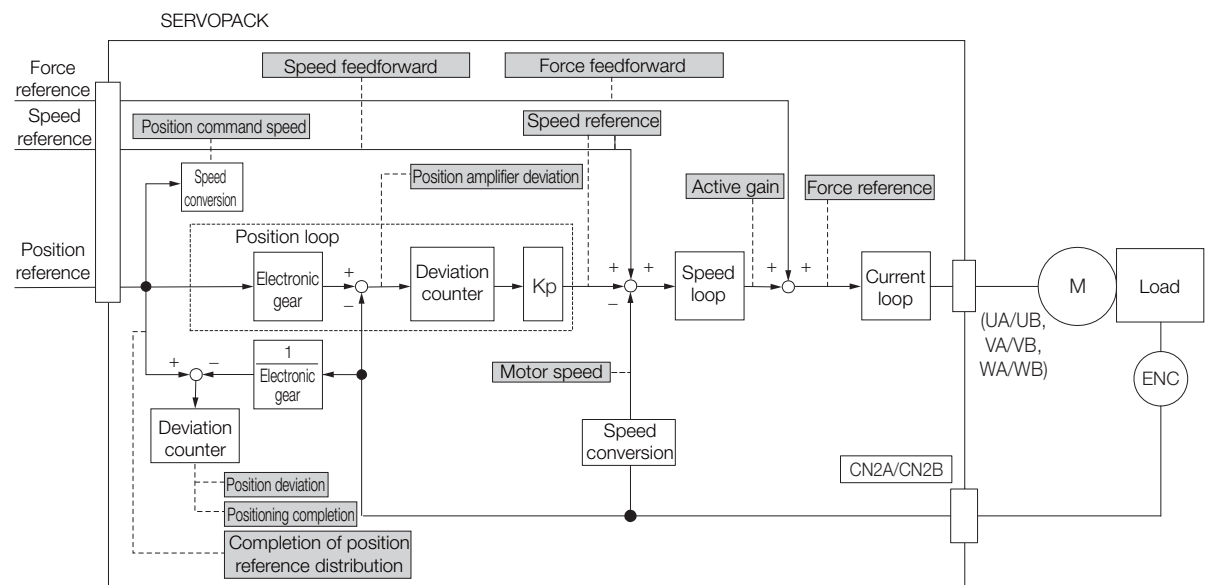 SERVOPACK
Force
reference
Speed
reference
Position
reference
Speed feedforward
Force feedforward
Position command speed
Speed reference
Speed
conversion
Position amplifier deviation
Active gain
Force reference
Position loop
Electronic
gear
+
−
Deviation
counter
Kp
+
+
−
Speed
loop
+
+
Current
loop
M
Load
(UA/UB,
VA/VB,
WA/WB)
ENC
+
−
1
Electronic
gear
Motor speed
Deviation
counter
Speed
conversion
CN2A/CN2B
Position deviation
Positioning completion
Completion of position
reference distribution